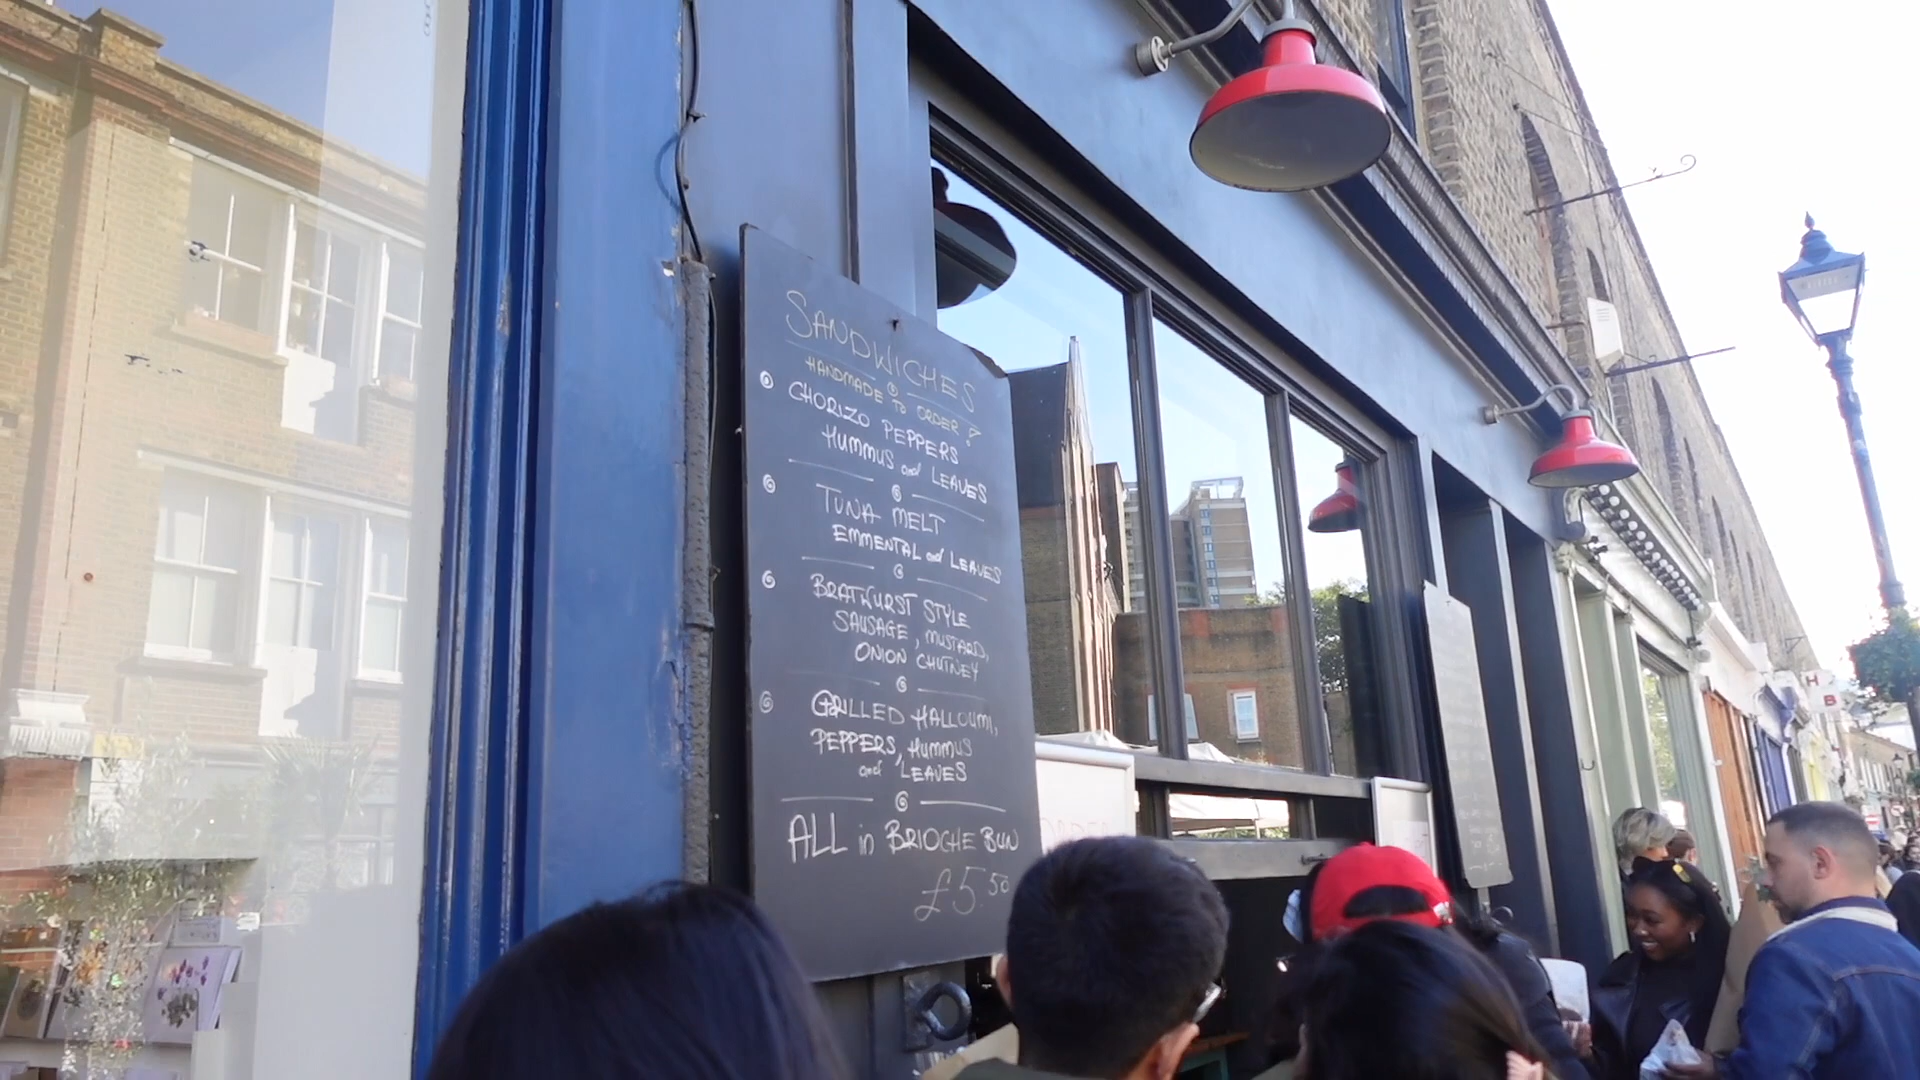 SANDWICHES
HANDMADE TO ORDER!
CHORIZO PEPPERS
HUMMUS and LEAVES
TUNA MELT
EMMENTAL and LEAVES
BRATWURST STYLE
SAUSAGE, MUSTARD,
ONION CHUTNEY
GRILLED HALLOUMI,
PEPPERS, HUMMUS
and LEAVES
ALL in BRIOCHE BUN
£5.50
ORDER
H
B